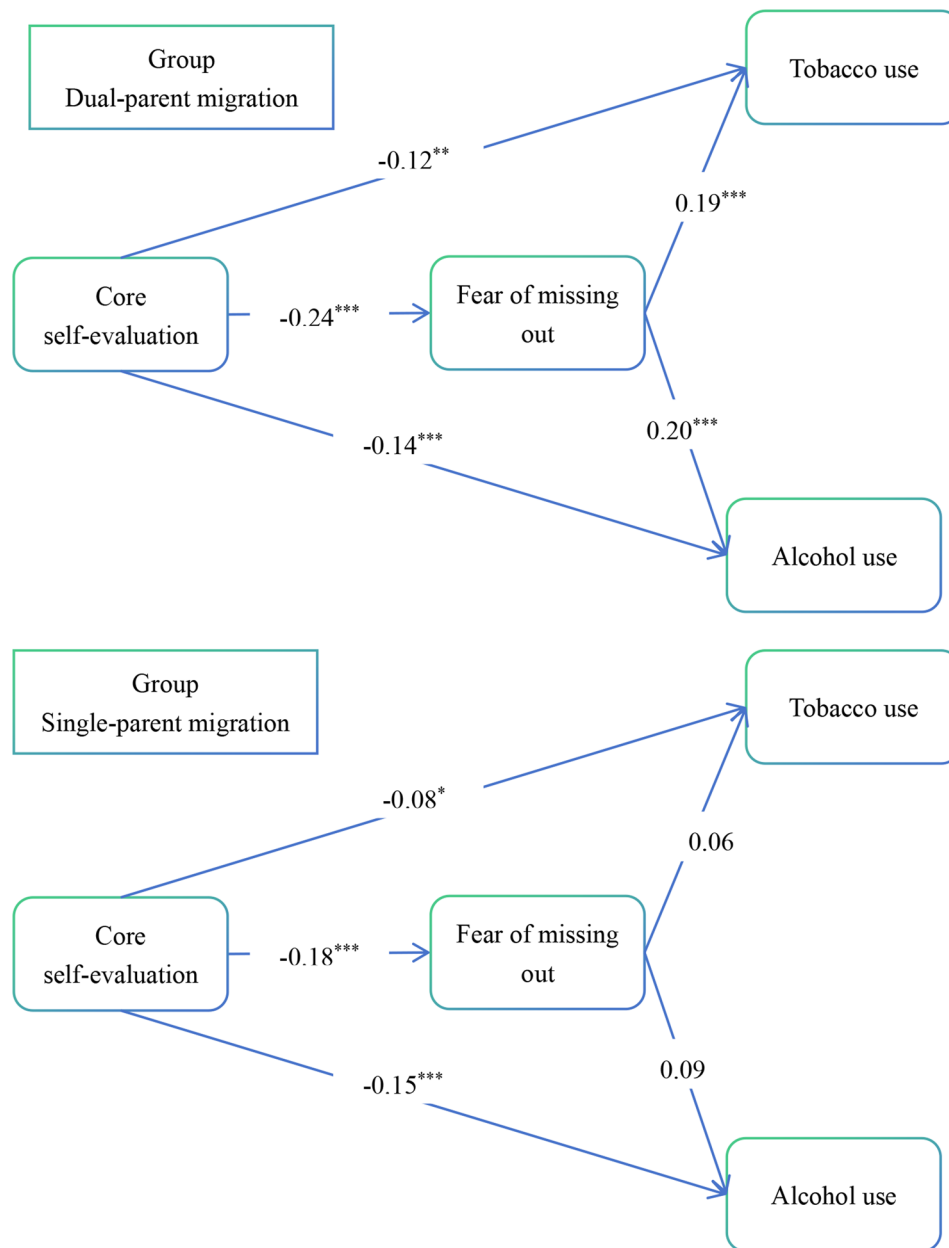 Group
Dual-parent migration
Tobacco use
-0.12**
0.19***
Core
self-evaluation
-0.24***
Fear of missing
out
-0.14***
0.20***
Alcohol use
Group
Single-parent migration
Tobacco use
-0.08*
0.06
Core
self-evaluation
-0.18***
Fear of missing
out
-0.15***
0.09
Alcohol use